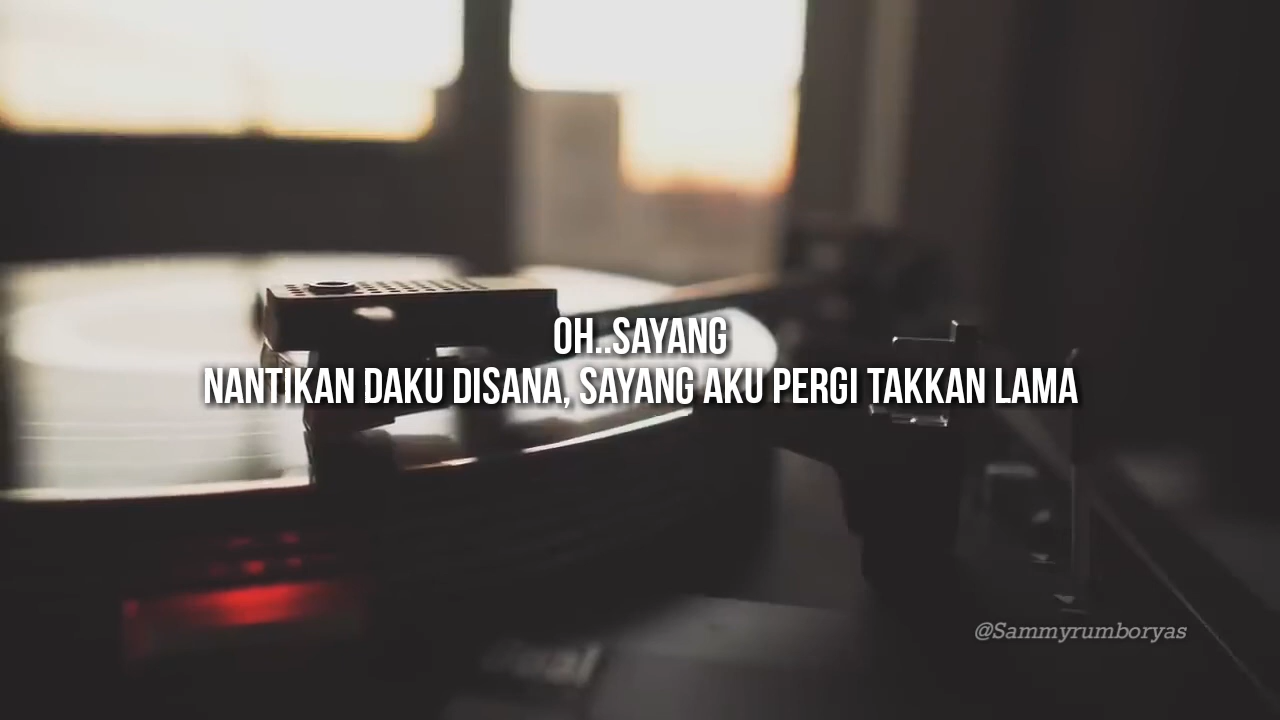 OH..SAYANG
NANTIKAN DAKU DISANA, SAYANG AKU PERGI TAKKAN LAMA
@Sammyrumboryas